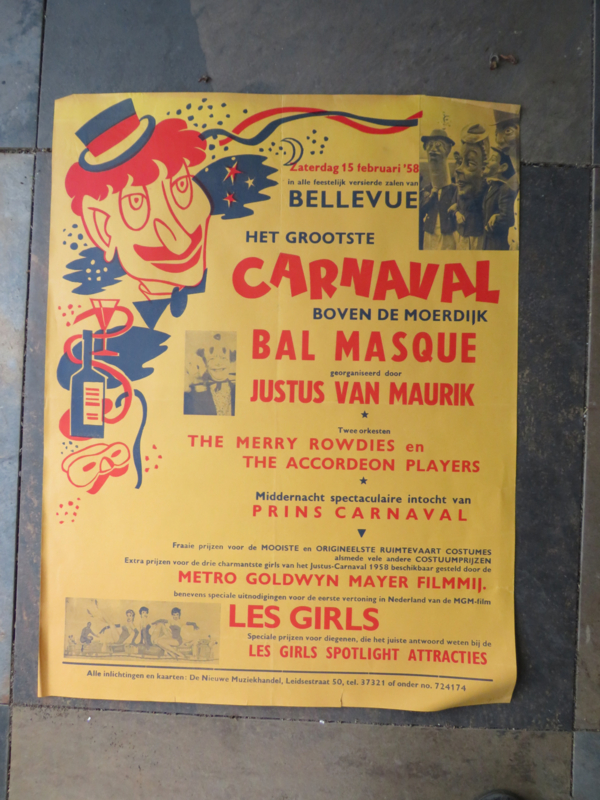 Zaterdag 15 februari '58
in alle feestelijk versierde zalen van
BELLEVUE
HET GROOTSTE
CARNAVAL
BOVEN DE MOERDIJK
BAL MASQUE
georganiseerd door
JUSTUS VAN MAURIK
Twee orkesten
THE MERRY ROWDIES en
THE ACCORDEON PLAYERS
Middernacht spectaculaire intocht van
PRINS CARNAVAL
Fraaie prijzen voor de MOOISTE en ORIGINEELSTE RUIMTEVAART COSTUMES
alsmede vele andere COSTUUMPRIJZEN
Extra prijzen voor de drie charmantste girls van het Justus-Carnaval 1958 beschikbaar gesteld door de
METRO GOLDWYN MAYER FILMMIJ.
benevens speciale uitnodigingen voor de eerste vertoning in Nederland van de MGM-film
LES GIRLS
Speciale prijzen voor diegenen, die het juiste antwoord weten bij de
LES GIRLS SPOTLIGHT ATTRACTIES
Alle inlichtingen en kaarten: De Nieuwe Muziekhandel, Leidsestraat 50, tel. 37321 of onder no. 724174